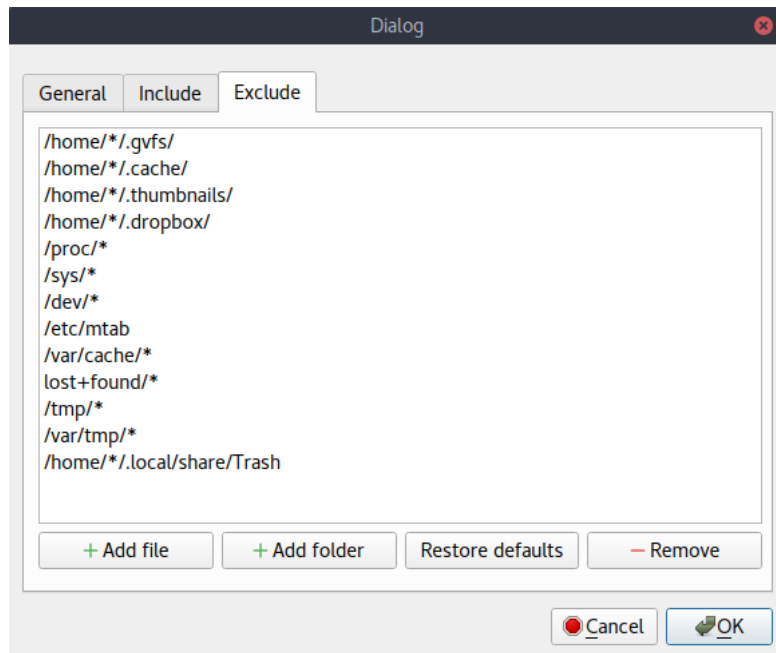 Dialog
General Include Exclude
/home/*/.gvfs/
/home/*/.cache/
/home/*/.thumbnails/
/home/*/.dropbox/
/proc/*
/sys/*
/dev/*
/etc/mtab
/var/cache/*
lost+found/*
/tmp/*
/var/tmp/*
/home/*/.local/share/Trash
+ Add file + Add folder Restore defaults − Remove
Cancel OK